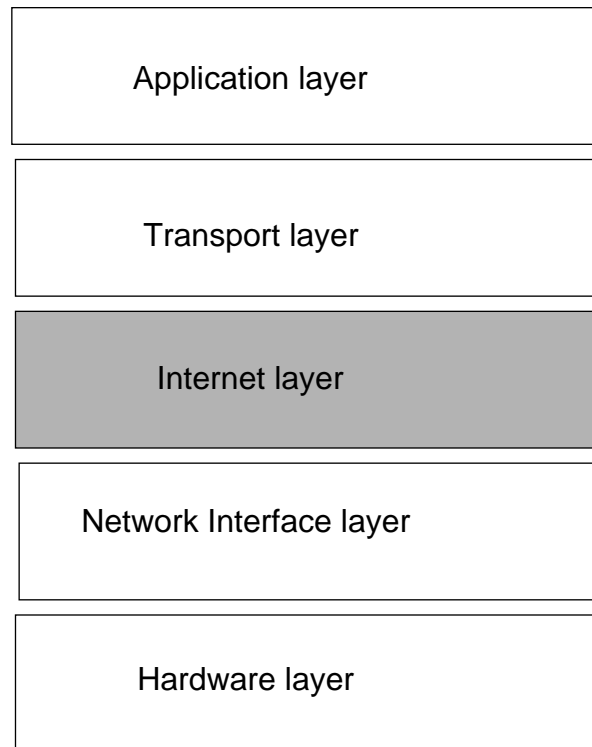 Application layer
Transport layer
Internet layer
Network Interface layer
Hardware layer